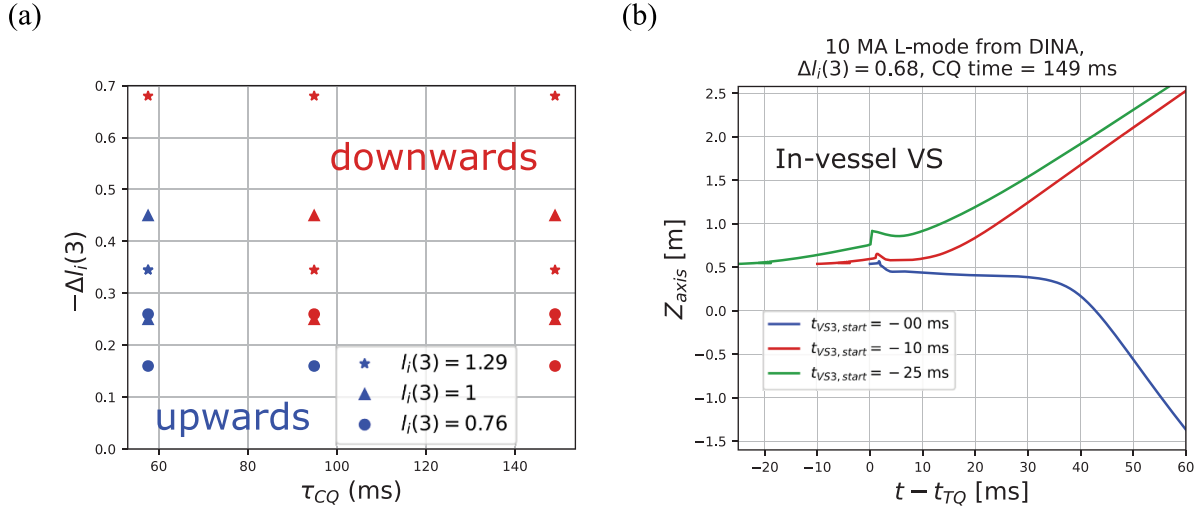 (a)
0.7
0.6
0.5
0.4
0.3
0.2
0.1
0.0
−Δl_i(3)
downwards
upwards
l_i(3) = 1.29
l_i(3) = 1
l_i(3) = 0.76
60
80
100
120
140
τ_CQ (ms)
(b)
10 MA L-mode from DINA,
Δl_i(3) = 0.68, CQ time = 149 ms
2.5
2.0
1.5
1.0
0.5
0.0
−0.5
−1.0
−1.5
Z_axis [m]
In-vessel VS
t_VS3, start = −00 ms
t_VS3, start = −10 ms
t_VS3, start = −25 ms
−20
−10
0
10
20
30
40
50
60
t − t_TQ [ms]